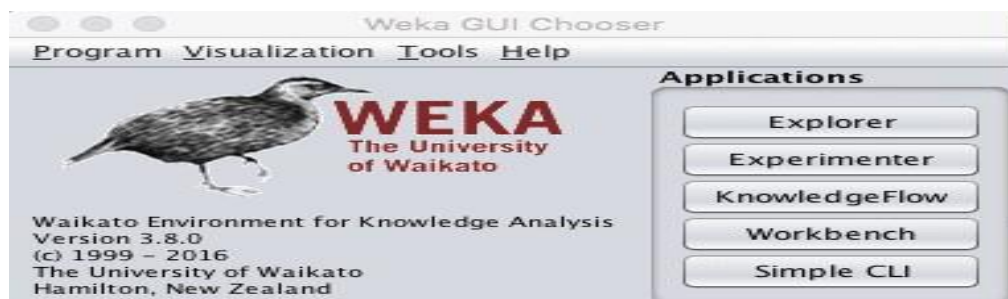 Weka GUI Chooser
Program Visualization Tools Help
WEKA
The University
of Waikato
Waikato Environment for Knowledge Analysis
Version 3.8.0
(c) 1999 – 2016
The University of Waikato
Hamilton, New Zealand
Applications
Explorer
Experimenter
KnowledgeFlow
Workbench
Simple CLI